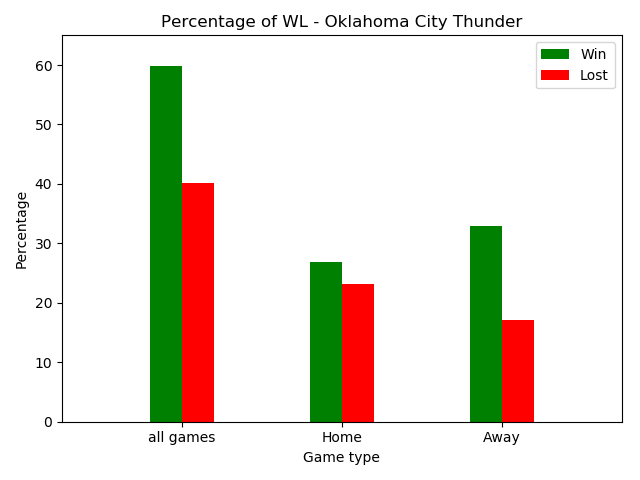 Percentage of WL - Oklahoma City Thunder
Win
Lost
60
50
40
30
20
10
0
Percentage
all games
Home
Away
Game type